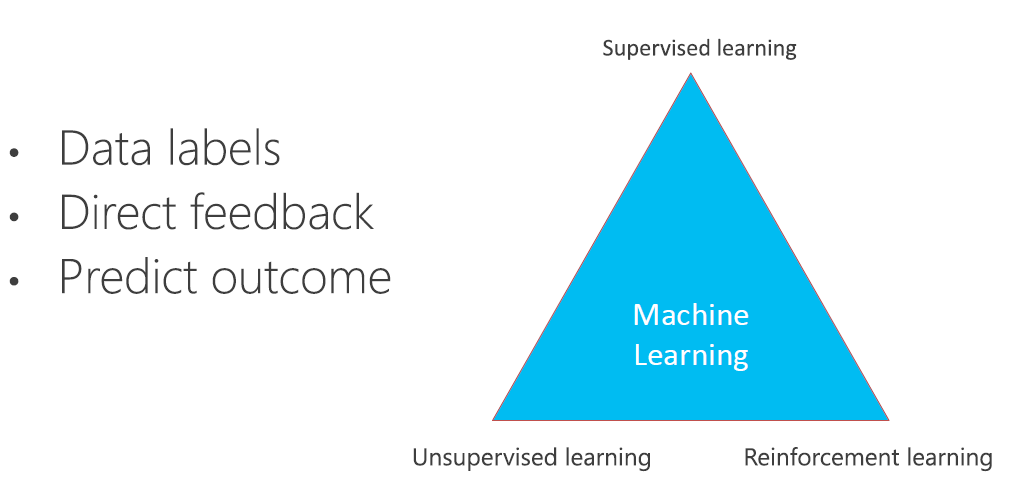 Supervised learning
• Data labels
• Direct feedback
• Predict outcome
Machine
Learning
Unsupervised learning
Reinforcement learning